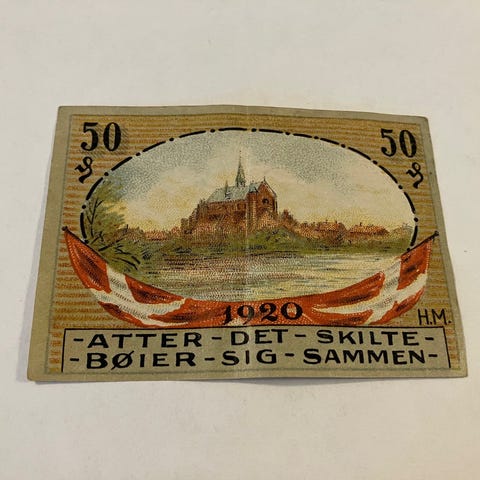 50 50
1920
H.M.
-ATTER-DET-SKILTE-
-BØIER-SIG-SAMMEN-